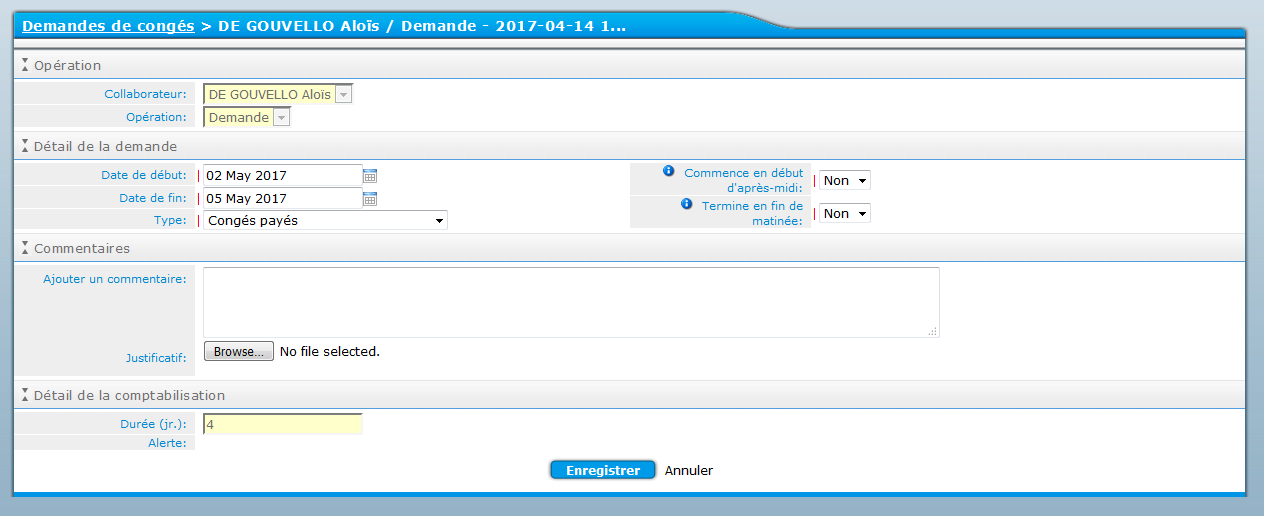 Demandes de congés > DE GOUVELLO Aloïs / Demande - 2017-04-14 1...
Opération
Collaborateur: DE GOUVELLO Aloïs
Opération: Demande
Détail de la demande
Date de début: 02 May 2017
Commence en début d'après-midi: Non
Date de fin: 05 May 2017
Termine en fin de matinée: Non
Type: Congés payés
Commentaires
Ajouter un commentaire:
Justificatif: Browse... No file selected.
Détail de la comptabilisation
Durée (jr.): 4
Alerte:
Enregistrer Annuler